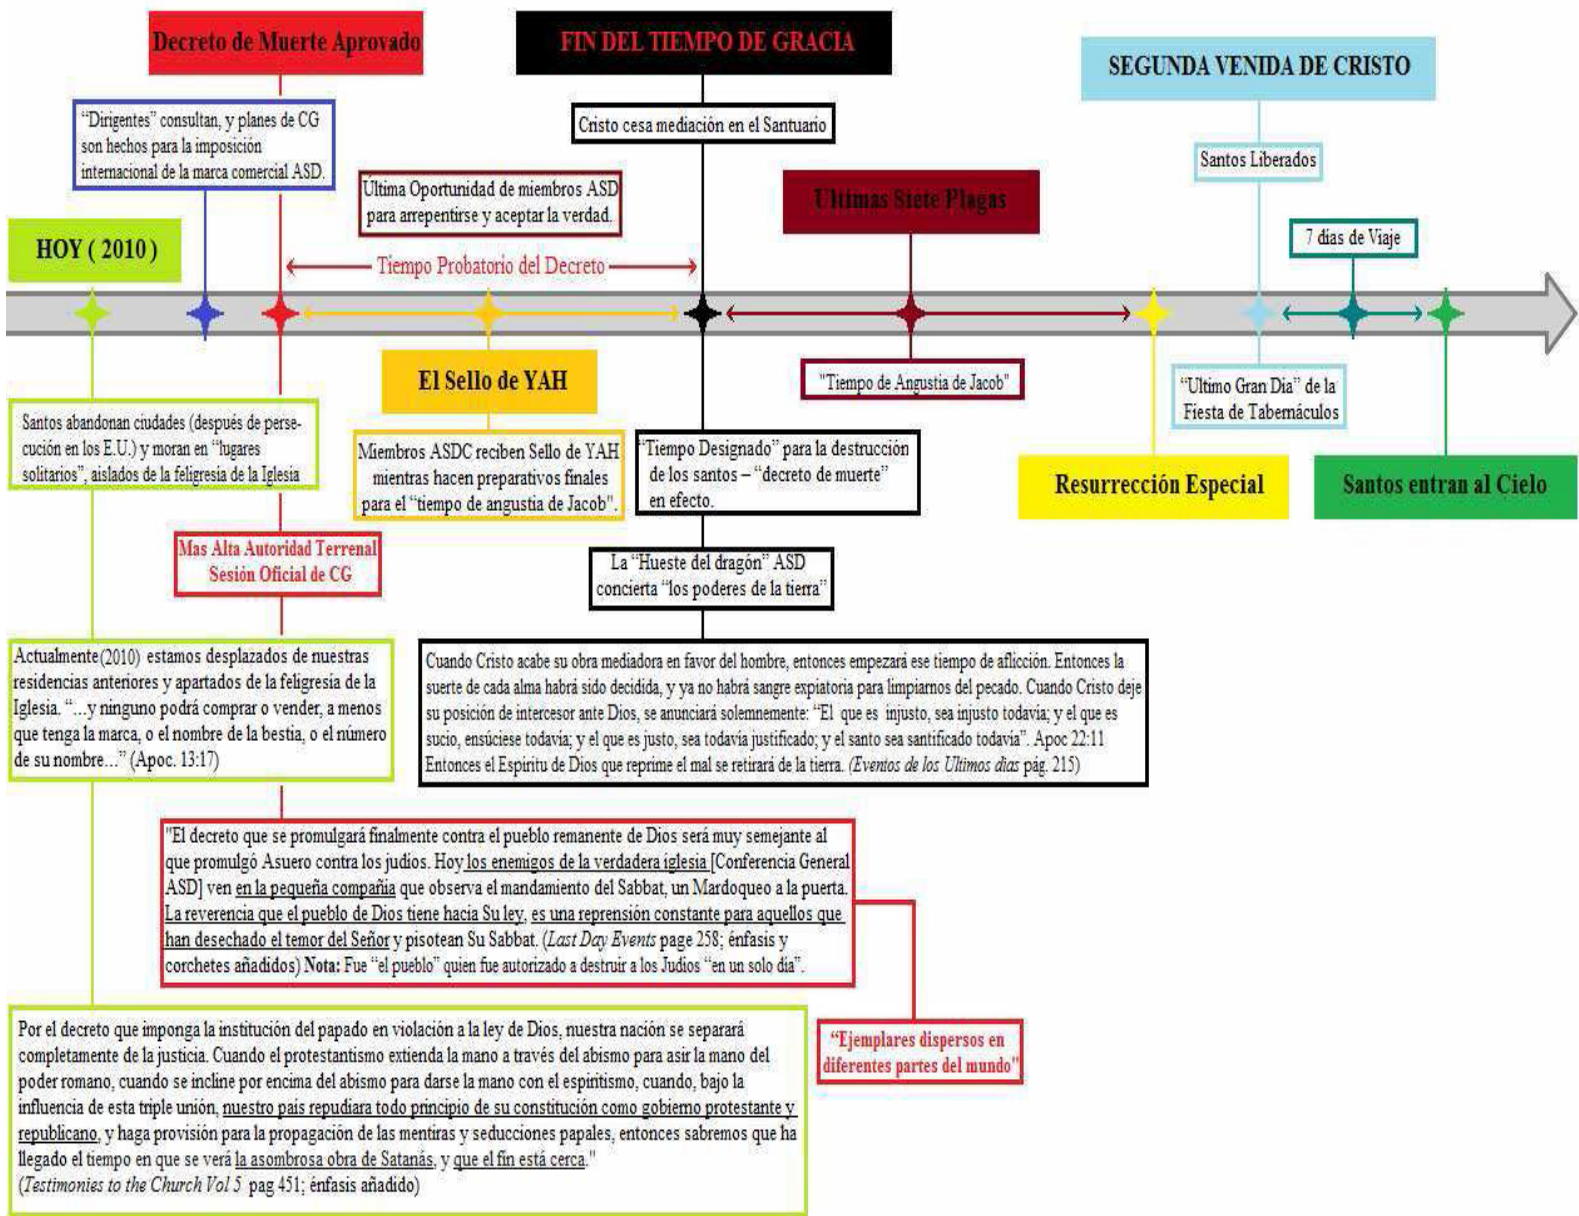 Decreto de Muerte Aprovado
FIN DEL TIEMPO DE GRACIA
SEGUNDA VENIDA DE CRISTO
“Dirigentes” consultan, y planes de CG
son hechos para la imposición
internacional de la marca comercial ASD.
Cristo cesa mediación en el Santuario
Santos Liberados
Última Oportunidad de miembros ASD
para arrepentirse y aceptar la verdad.
Ultimas Siete Plagas
HOY ( 2010 )
7 dias de Viaje
Tiempo Probatorio del Decreto
El Sello de YAH
"Tiempo de Angustia de Jacob"
“Ultimo Gran Dia” de la
Fiesta de Tabernáculos
Santos abandonan ciudades (después de perse-
cución en los E.U.) y moran en “lugares
solitarios”, aislados de la feligresia de la Iglesia
Miembros ASDC reciben Sello de YAH
mientras hacen preparativos finales
para el “tiempo de angustia de Jacob".
“Tiempo Designado” para la destrucción
de los santos – “decreto de muerte”
en efecto.
Resurrección Especial
Santos entran al Cielo
Mas Alta Autoridad Terrenal
Sesión Oficial de CG
La “Hueste del dragón” ASD
concierta “los poderes de la tierra”
Actualmente (2010) estamos desplazados de nuestras
residencias anteriores y apartados de la feligresia de la
Iglesia. “...y ninguno podrá comprar o vender, a menos
que tenga la marca, o el nombre de la bestia, o el número
de su nombre...” (Apoc. 13:17)
Cuando Cristo acabe su obra mediadora en favor del hombre, entonces empezará ese tiempo de aflicción. Entonces la
suerte de cada alma habrá sido decidida, y ya no habrá sangre expiatoria para limpiarnos del pecado. Cuando Cristo deje
su posición de intercesor ante Dios, se anunciará solemnemente: “El que es injusto, sea injusto todavia; y el que es
sucio, ensúciese todavia; y el que es justo, sea todavia justificado; y el santo sea santificado todavia”. Apoc 22:11
Entonces el Espiritu de Dios que reprime el mal se retirará de la tierra. (Eventos de los Ultimos dias pág. 215)
"El decreto que se promulgará finalmente contra el pueblo remanente de Dios será muy semejante al
que promulgó Asuero contra los judios. Hoy los enemigos de la verdadera iglesia [Conferencia General
ASD] ven en la pequeña compañia que observa el mandamiento del Sabbat, un Mardoqueo a la puerta.
La reverencia que el pueblo de Dios tiene hacia Su ley, es una reprensión constante para aquellos que
han desechado el temor del Señor y pisotean Su Sabbat. (Last Day Events page 258; énfasis y
corchetes añadidos) Nota: Fue “el pueblo” quien fue autorizado a destruir a los Judios “en un solo día”.
“Ejemplares dispersos en
diferentes partes del mundo"
Por el decreto que imponga la institución del papado en violación a la ley de Dios, nuestra nación se separará
completamente de la justicia. Cuando el protestantismo extienda la mano a través del abismo para asir la mano del
poder romano, cuando se incline por encima del abismo para darse la mano con el espiritismo, cuando, bajo la
influencia de esta triple unión, nuestro país repudiara todo principio de su constitución como gobierno protestante y
republicano, y haga provisión para la propagación de las mentiras y seducciones papales, entonces sabremos que ha
llegado el tiempo en que se verá la asombrosa obra de Satanás, y que el fin está cerca."
(Testimonies to the Church Vol 5 pag 451; énfasis añadido)